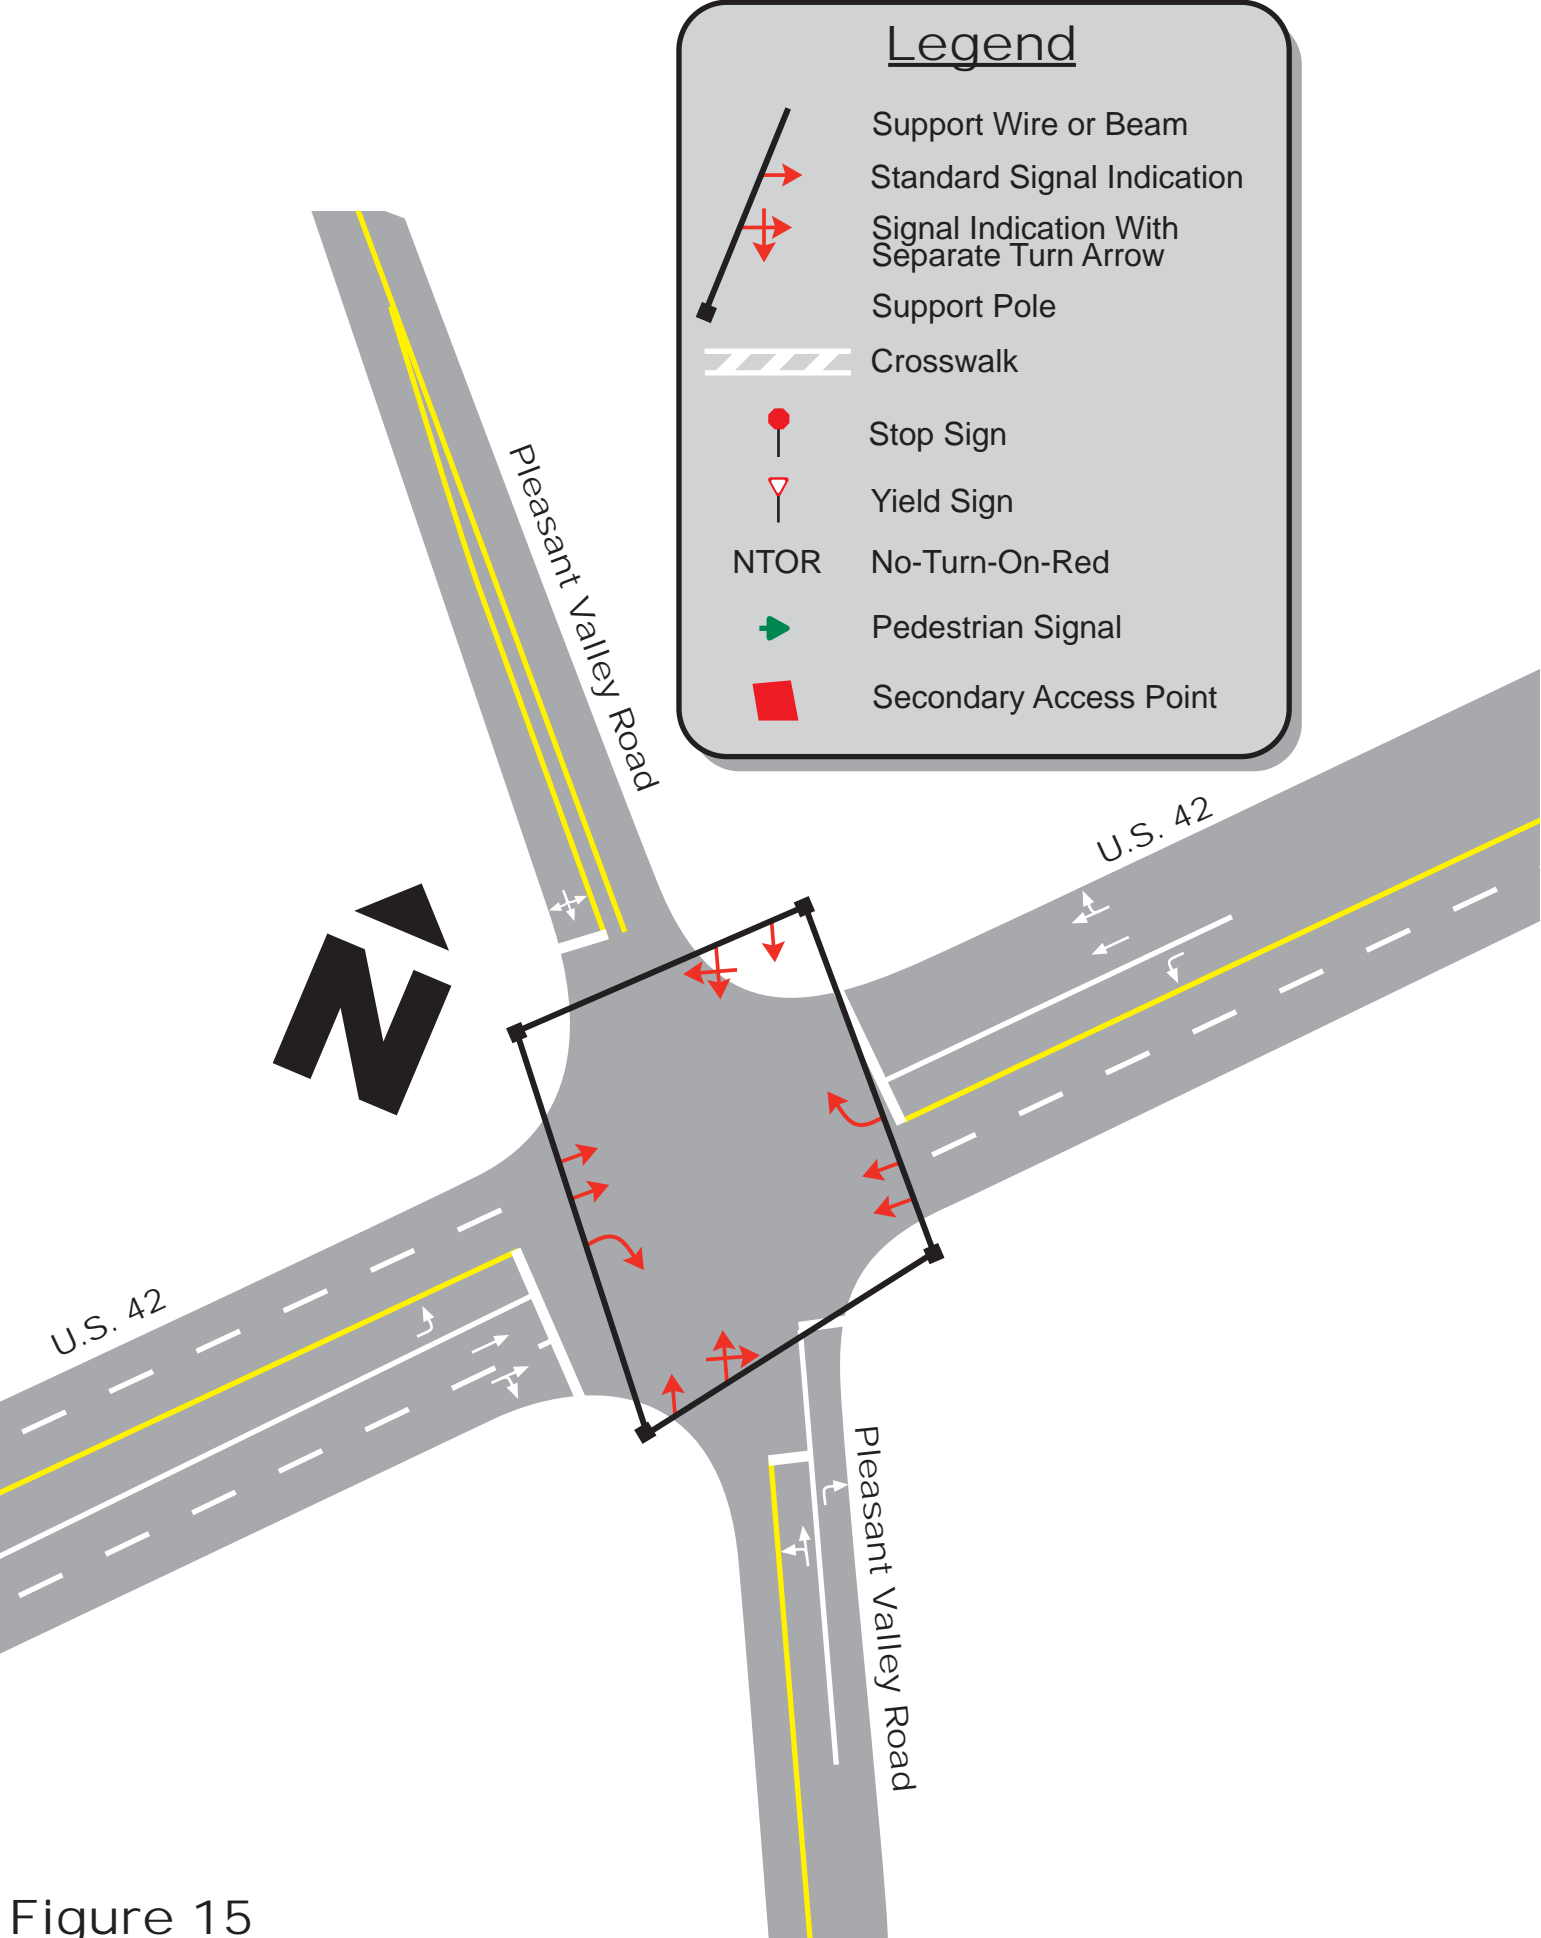 Legend
Support Wire or Beam
Standard Signal Indication
Signal Indication With
Separate Turn Arrow
Support Pole
Crosswalk
Stop Sign
Yield Sign
NTOR No-Turn-On-Red
Pedestrian Signal
Secondary Access Point
Pleasant Valley Road
U.S. 42
N
U.S. 42
Pleasant Valley Road
Figure 15